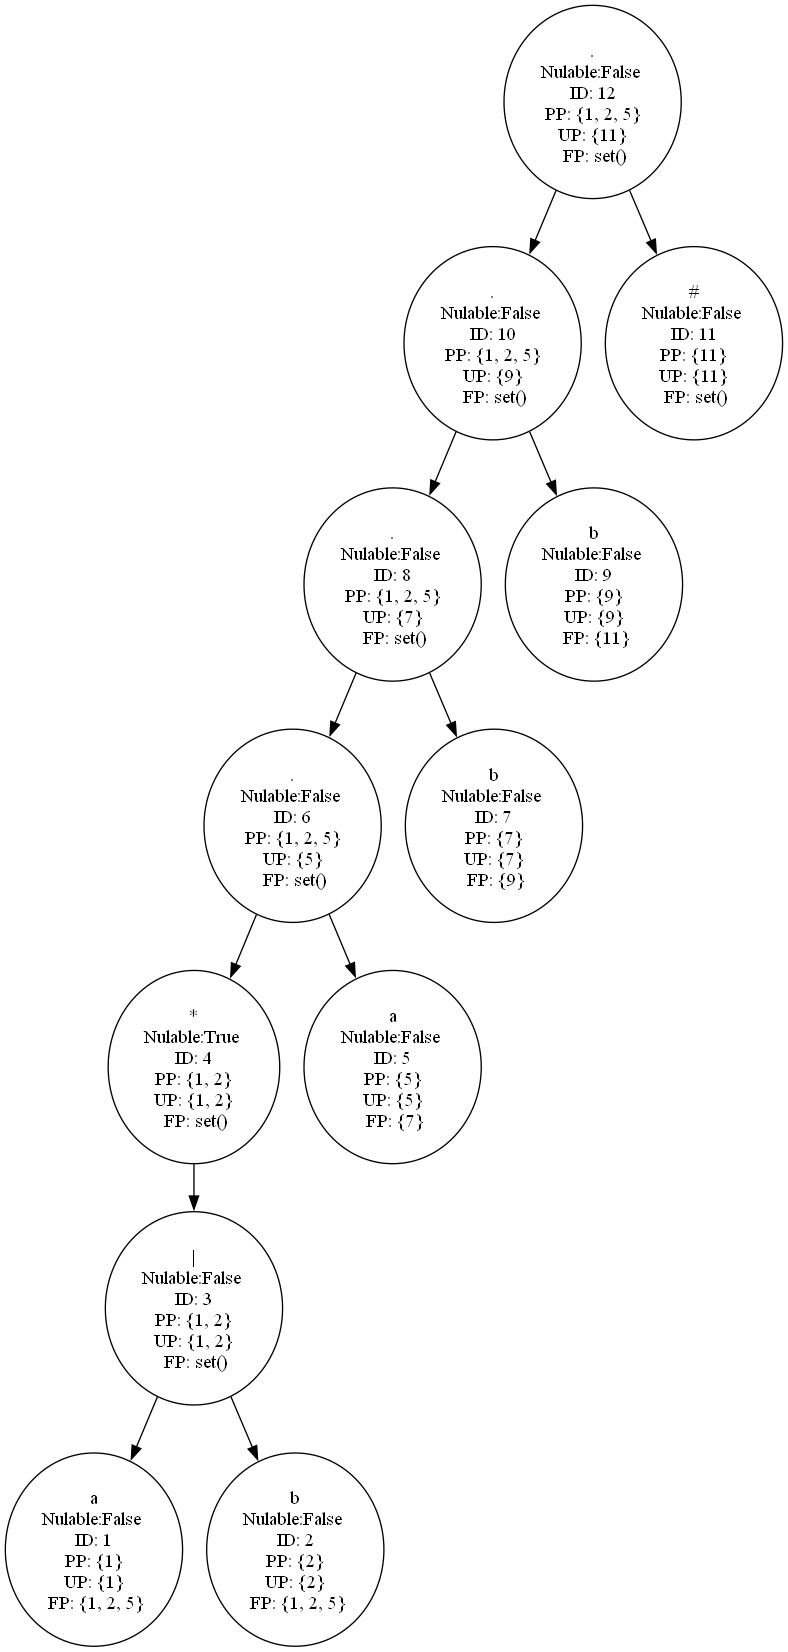 .
Nulable:False
ID: 12
PP: {1, 2, 5}
UP: {11}
FP: set()
.
Nulable:False
ID: 10
PP: {1, 2, 5}
UP: {9}
FP: set()
#
Nulable:False
ID: 11
PP: {11}
UP: {11}
FP: set()
.
Nulable:False
ID: 8
PP: {1, 2, 5}
UP: {7}
FP: set()
b
Nulable:False
ID: 9
PP: {9}
UP: {9}
FP: {11}
.
Nulable:False
ID: 6
PP: {1, 2, 5}
UP: {5}
FP: set()
b
Nulable:False
ID: 7
PP: {7}
UP: {7}
FP: {9}
*
Nulable:True
ID: 4
PP: {1, 2}
UP: {1, 2}
FP: set()
a
Nulable:False
ID: 5
PP: {5}
UP: {5}
FP: {7}
|
Nulable:False
ID: 3
PP: {1, 2}
UP: {1, 2}
FP: set()
a
Nulable:False
ID: 1
PP: {1}
UP: {1}
FP: {1, 2, 5}
b
Nulable:False
ID: 2
PP: {2}
UP: {2}
FP: {1, 2, 5}